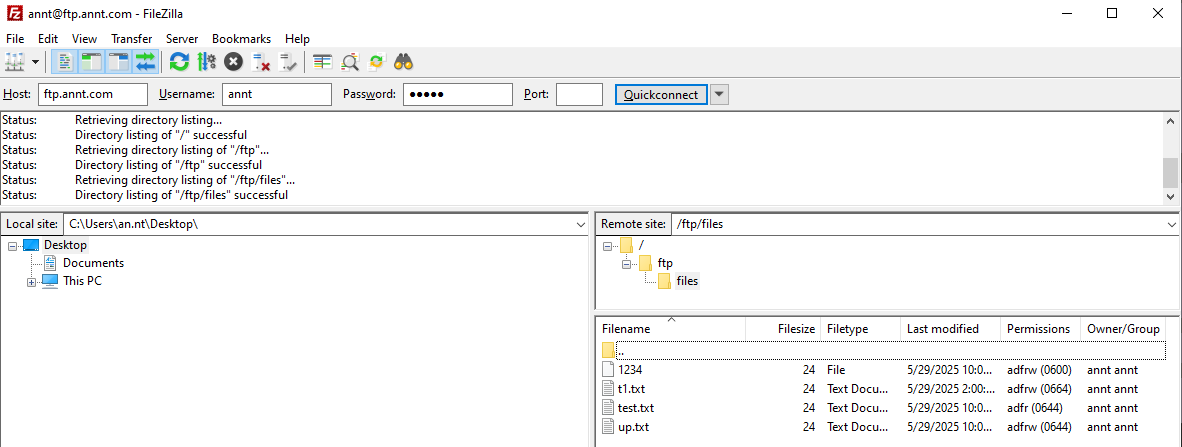 annt@ftp.annt.com - FileZilla
File Edit View Transfer Server Bookmarks Help
Host: ftp.annt.com Username: annt Password: ●●●●● Port: Quickconnect
Status: Retrieving directory listing...
Status: Directory listing of "/" successful
Status: Retrieving directory listing of "/ftp"...
Status: Directory listing of "/ftp" successful
Status: Retrieving directory listing of "/ftp/files"...
Status: Directory listing of "/ftp/files" successful
Local site: C:\Users\an.nt\Desktop\
Desktop
Documents
This PC
Remote site: /ftp/files
/
ftp
files
Filename Filesize Filetype Last modified Permissions Owner/Group
..
1234 24 File 5/29/2025 10:0... adfrw (0600) annt annt
t1.txt 24 Text Docu... 5/29/2025 2:00:... adfrw (0664) annt annt
test.txt 24 Text Docu... 5/29/2025 10:0... adfr (0644) annt annt
up.txt 24 Text Docu... 5/29/2025 10:0... adfrw (0644) annt annt